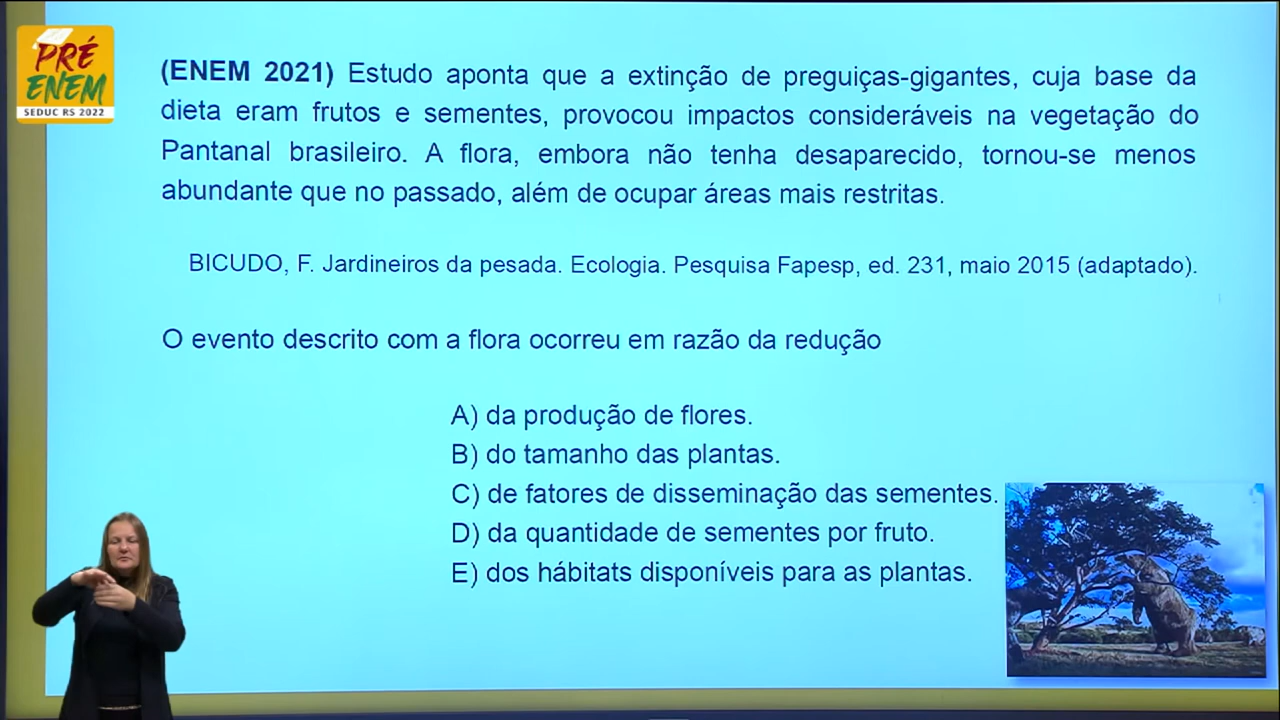 PRÉ
ENEM
SEDUC RS 2022
(ENEM 2021) Estudo aponta que a extinção de preguiças-gigantes, cuja base da
dieta eram frutos e sementes, provocou impactos consideráveis na vegetação do
Pantanal brasileiro. A flora, embora não tenha desaparecido, tornou-se menos
abundante que no passado, além de ocupar áreas mais restritas.
BICUDO, F. Jardineiros da pesada. Ecologia. Pesquisa Fapesp, ed. 231, maio 2015 (adaptado).
O evento descrito com a flora ocorreu em razão da redução
A) da produção de flores.
B) do tamanho das plantas.
C) de fatores de disseminação das sementes.
D) da quantidade de sementes por fruto.
E) dos hábitats disponíveis para as plantas.